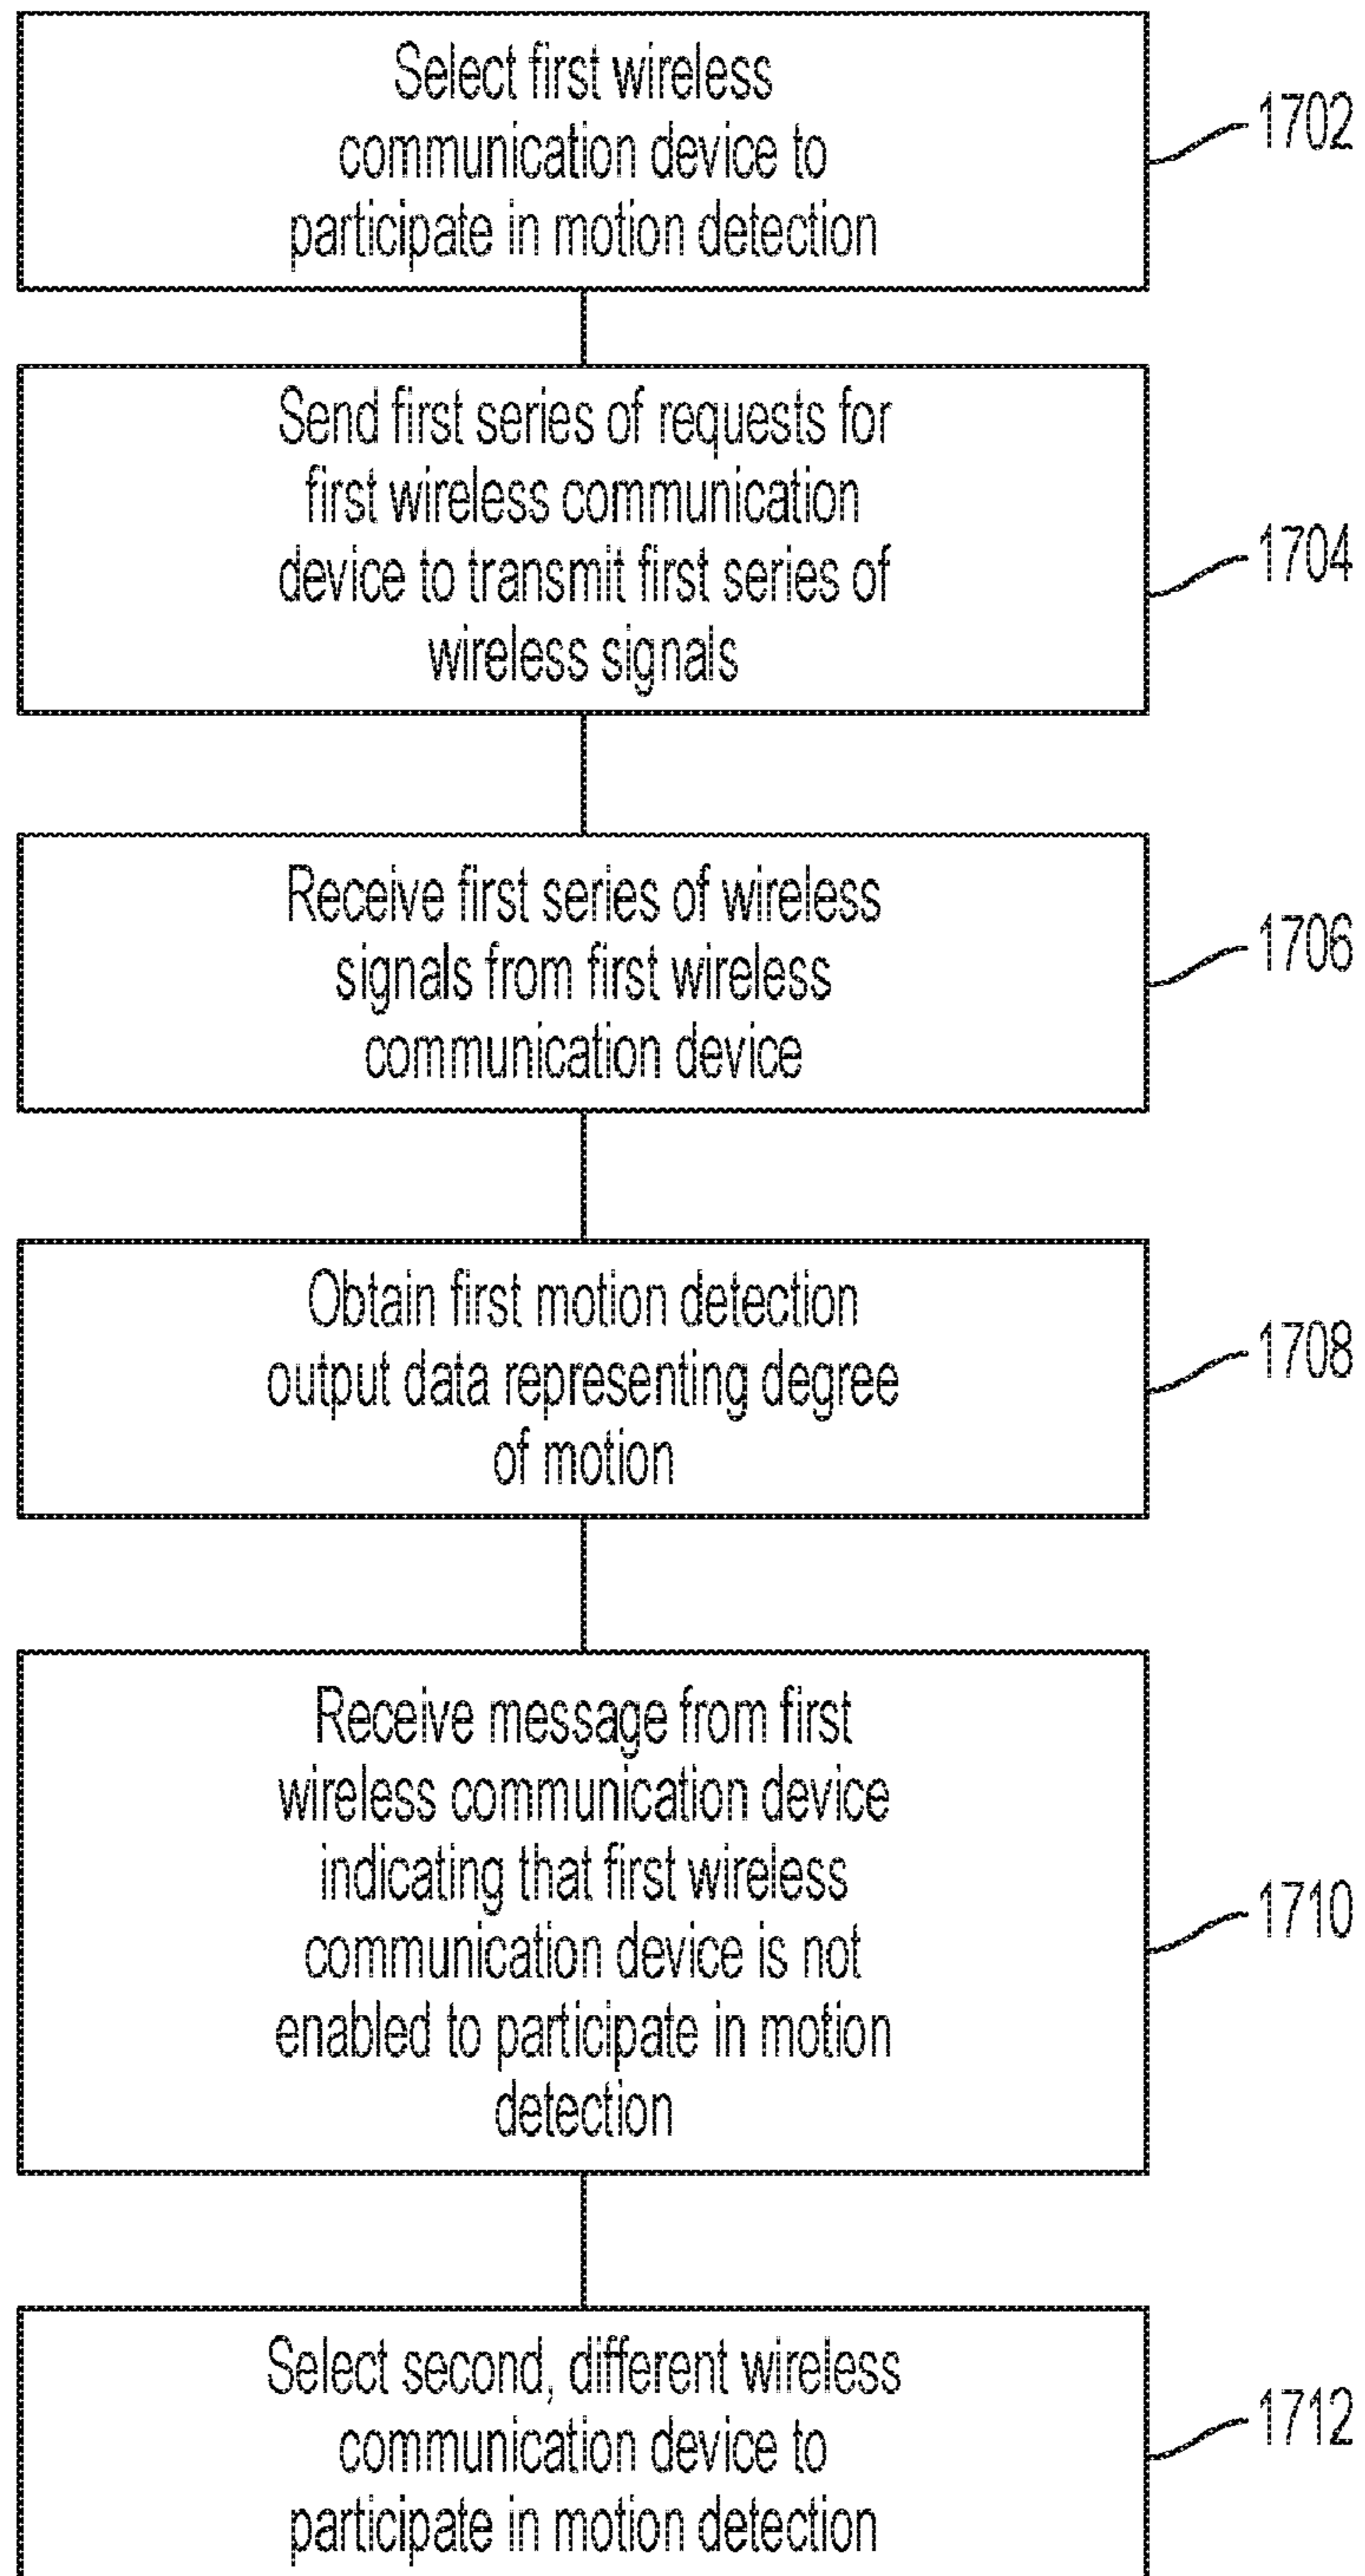 Select first wireless
communication device to
participate in motion detection
1702
Send first series of requests for
first wireless communication
device to transmit first series of
wireless signals
1704
Receive first series of wireless
signals from first wireless
communication device
1706
Obtain first motion detection
output data representing degree
of motion
1708
Receive message from first
wireless communication device
indicating that first wireless
communication device is not
enabled to participate in motion
detection
1710
Select second, different wireless
communication device to
participate in motion detection
1712